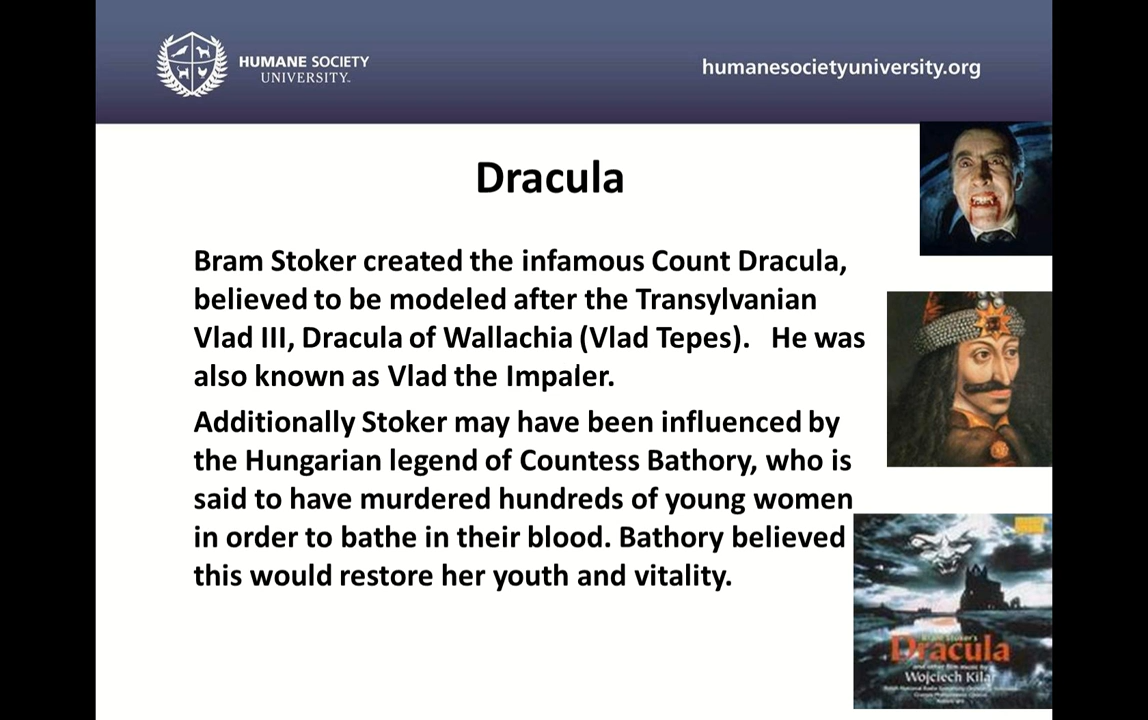 HUMANE SOCIETY
UNIVERSITY.
humanesocietyuniversity.org
Dracula
Bram Stoker created the infamous Count Dracula,
believed to be modeled after the Transylvanian
Vlad III, Dracula of Wallachia (Vlad Tepes).   He was
also known as Vlad the Impaler.
Additionally Stoker may have been influenced by
the Hungarian legend of Countess Bathory, who is
said to have murdered hundreds of young women
in order to bathe in their blood. Bathory believed
this would restore her youth and vitality.
Bram Stoker's
Dracula
and other film music by
Wojciech Kilar